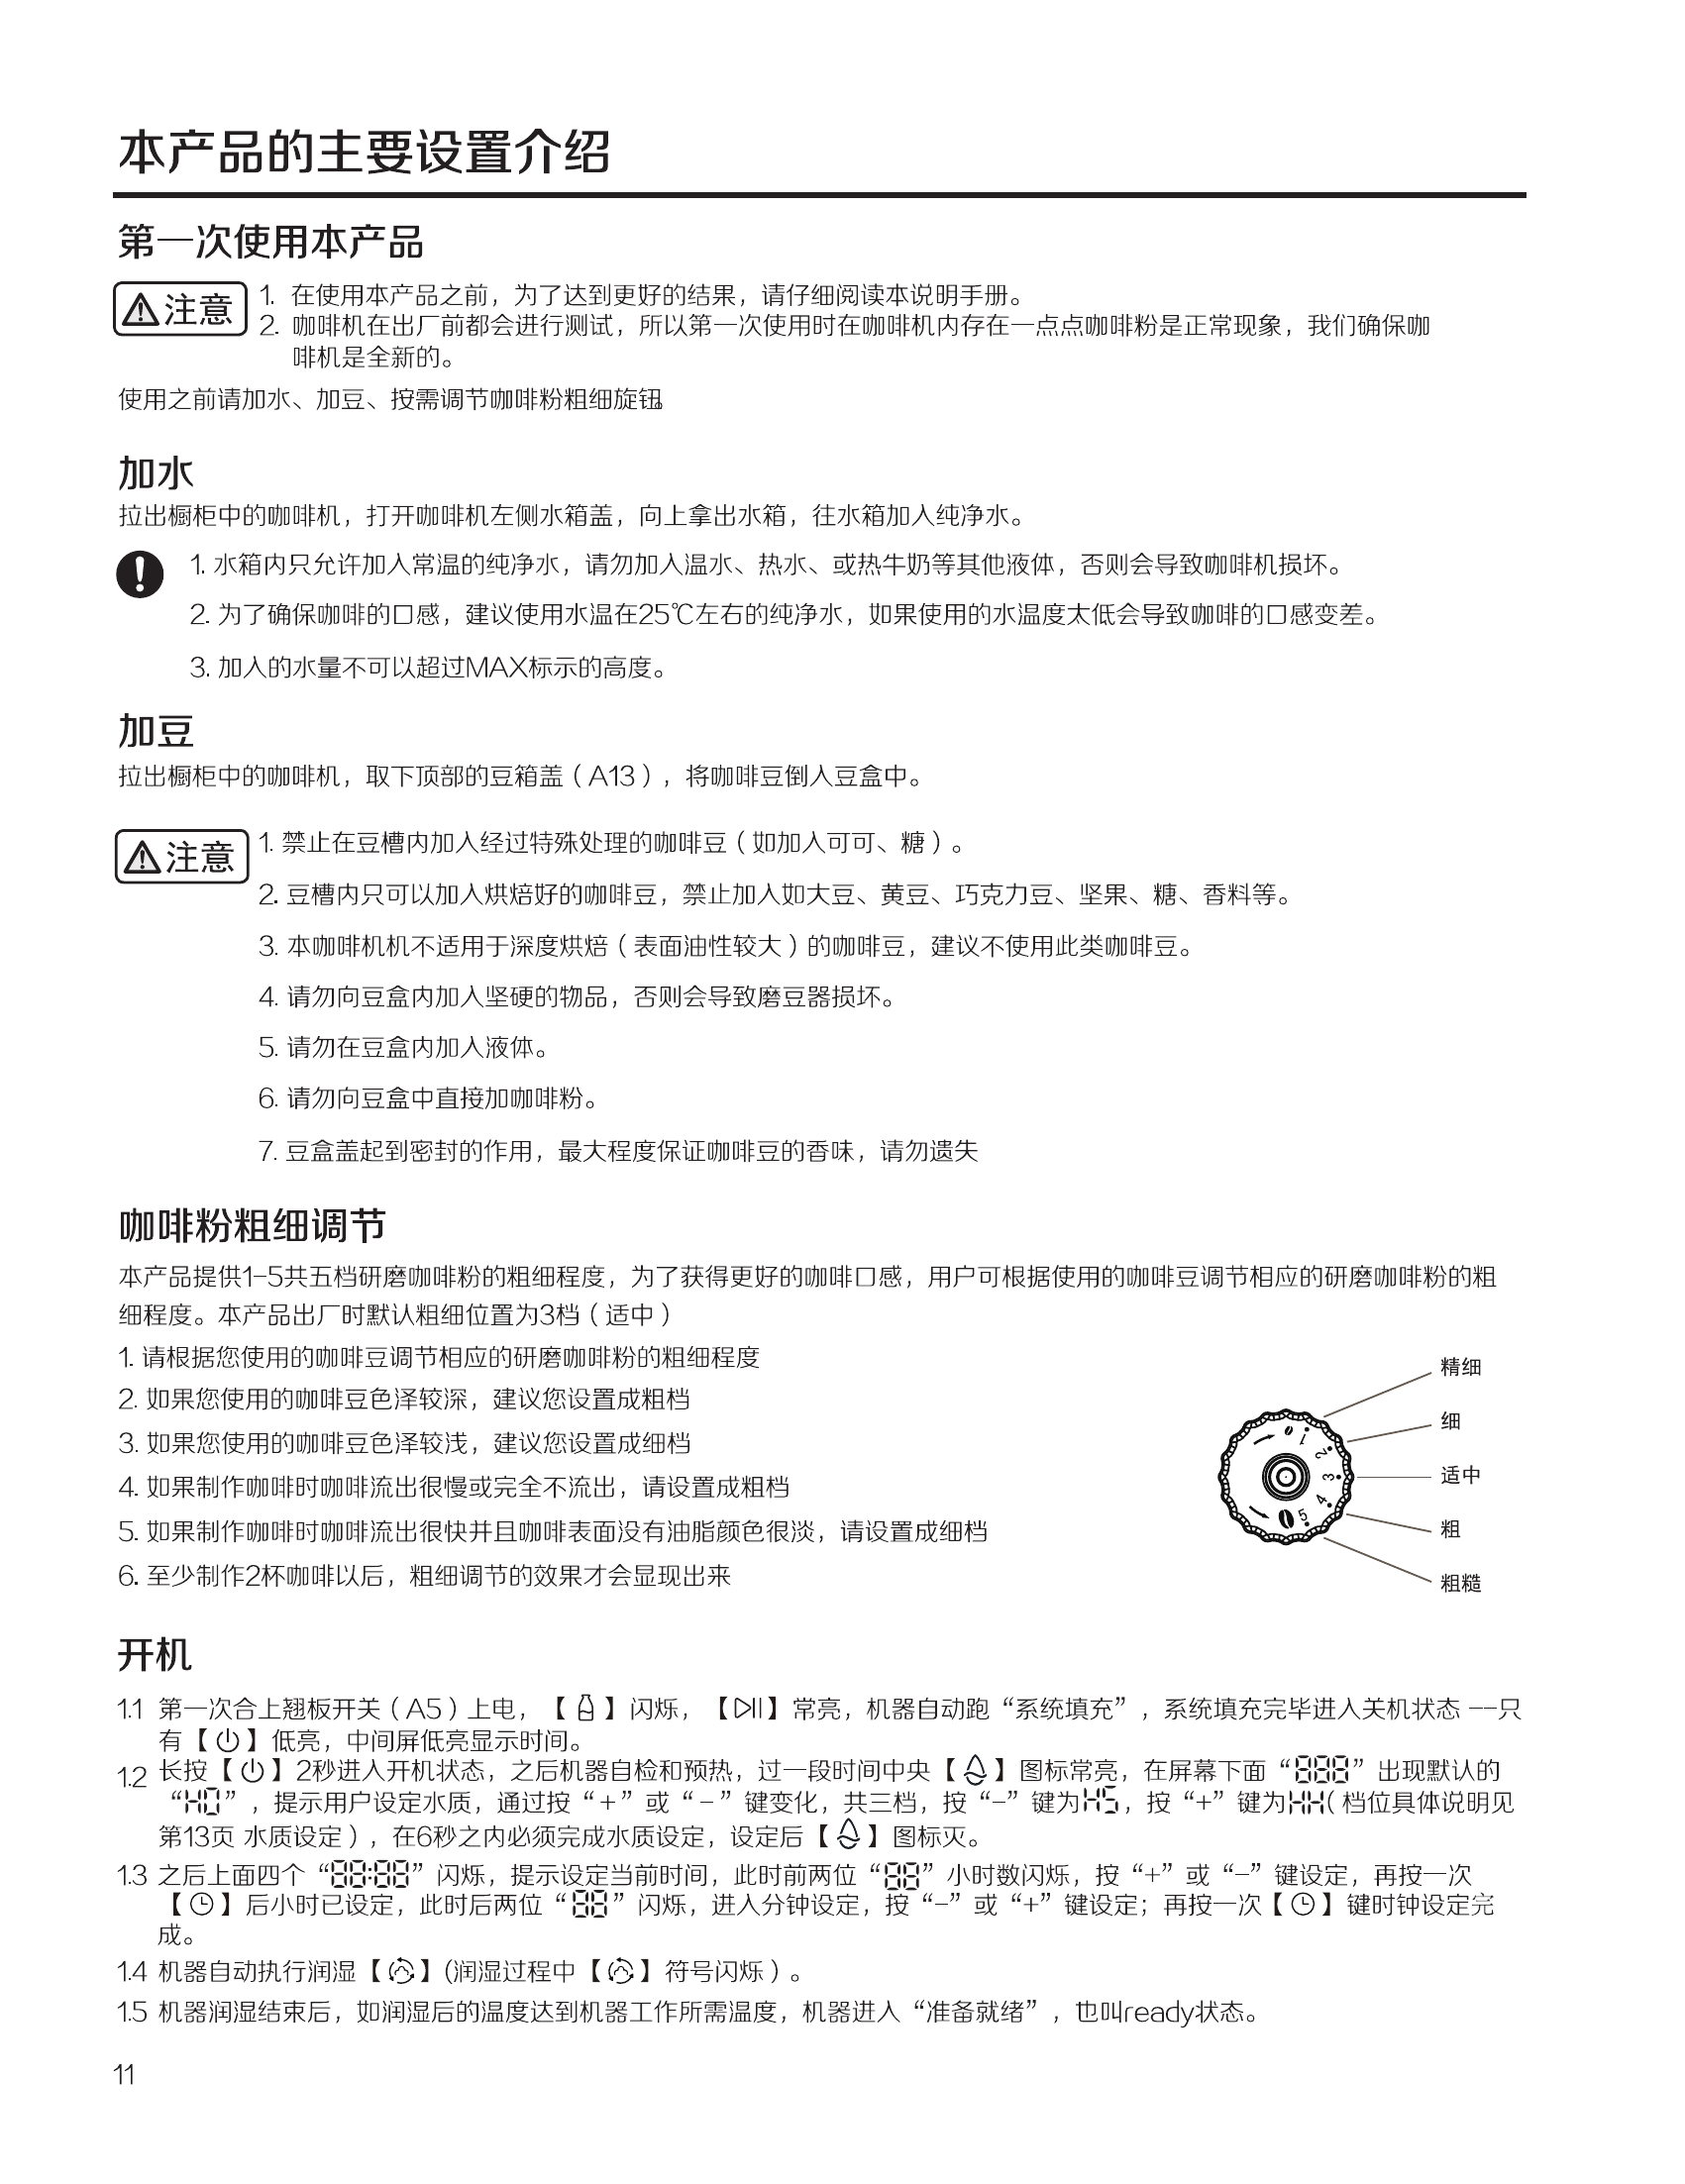 本产品的主要设置介绍
第一次使用本产品
注意
1. 在使用本产品之前，为了达到更好的结果，请仔细阅读本说明手册。
2. 咖啡机在出厂前都会进行测试，所以第一次使用时在咖啡机内存在一点点咖啡粉是正常现象，我们确保咖
啡机是全新的。
使用之前请加水、加豆、按需调节咖啡粉粗细旋钮。
加水
拉出橱柜中的咖啡机，打开咖啡机左侧水箱盖，向上拿出水箱，往水箱加入纯净水。
1. 水箱内只允许加入常温的纯净水，请勿加入温水、热水、或热牛奶等其他液体，否则会导致咖啡机损坏。
2. 为了确保咖啡的口感，建议使用水温在25℃左右的纯净水，如果使用的水温度太低会导致咖啡的口感变差。
3. 加入的水量不可以超过MAX标示的高度。
加豆
拉出橱柜中的咖啡机，取下顶部的豆箱盖（A13），将咖啡豆倒入豆盒中。
注意
1. 禁止在豆槽内加入经过特殊处理的咖啡豆（如加入可可、糖）。
2. 豆槽内只可以加入烘焙好的咖啡豆，禁止加入如大豆、黄豆、巧克力豆、坚果、糖、香料等。
3. 本咖啡机机不适用于深度烘焙（表面油性较大）的咖啡豆，建议不使用此类咖啡豆。
4. 请勿向豆盒内加入坚硬的物品，否则会导致磨豆器损坏。
5. 请勿在豆盒内加入液体。
6. 请勿向豆盒中直接加咖啡粉。
7. 豆盒盖起到密封的作用，最大程度保证咖啡豆的香味，请勿遗失
咖啡粉粗细调节
本产品提供1-5共五档研磨咖啡粉的粗细程度，为了获得更好的咖啡口感，用户可根据使用的咖啡豆调节相应的研磨咖啡粉的粗
细程度。本产品出厂时默认粗细位置为3档（适中）
1. 请根据您使用的咖啡豆调节相应的研磨咖啡粉的粗细程度
2. 如果您使用的咖啡豆色泽较深，建议您设置成粗档
3. 如果您使用的咖啡豆色泽较浅，建议您设置成细档
4. 如果制作咖啡时咖啡流出很慢或完全不流出，请设置成粗档
5. 如果制作咖啡时咖啡流出很快并且咖啡表面没有油脂颜色很淡，请设置成细档
6. 至少制作2杯咖啡以后，粗细调节的效果才会显现出来
精细
细
适中
粗
粗糙
1
2
3
4
5
开机
1.1 第一次合上翘板开关（A5）上电，【 】闪烁，【 】常亮，机器自动跑“系统填充”，系统填充完毕进入关机状态 --只
有【 】低亮，中间屏低亮显示时间。
1.2 长按【 】2秒进入开机状态，之后机器自检和预热，过一段时间中央【 】图标常亮，在屏幕下面“888”出现默认的
“H0”，提示用户设定水质，通过按“+”或“-”键变化，共三档，按“-”键为HS，按“+”键为HH(档位具体说明见
第13页 水质设定），在6秒之内必须完成水质设定，设定后【 】图标灭。
1.3 之后上面四个“88:88”闪烁，提示设定当前时间，此时前两位“88”小时数闪烁，按“+”或“-”键设定，再按一次
【 】后小时已设定，此时后两位“88”闪烁，进入分钟设定，按“-”或“+”键设定；再按一次【 】键时钟设定完
成。
1.4 机器自动执行润湿【 】(润湿过程中【 】符号闪烁）。
1.5 机器润湿结束后，如润湿后的温度达到机器工作所需温度，机器进入“准备就绪”，也叫ready状态。
11